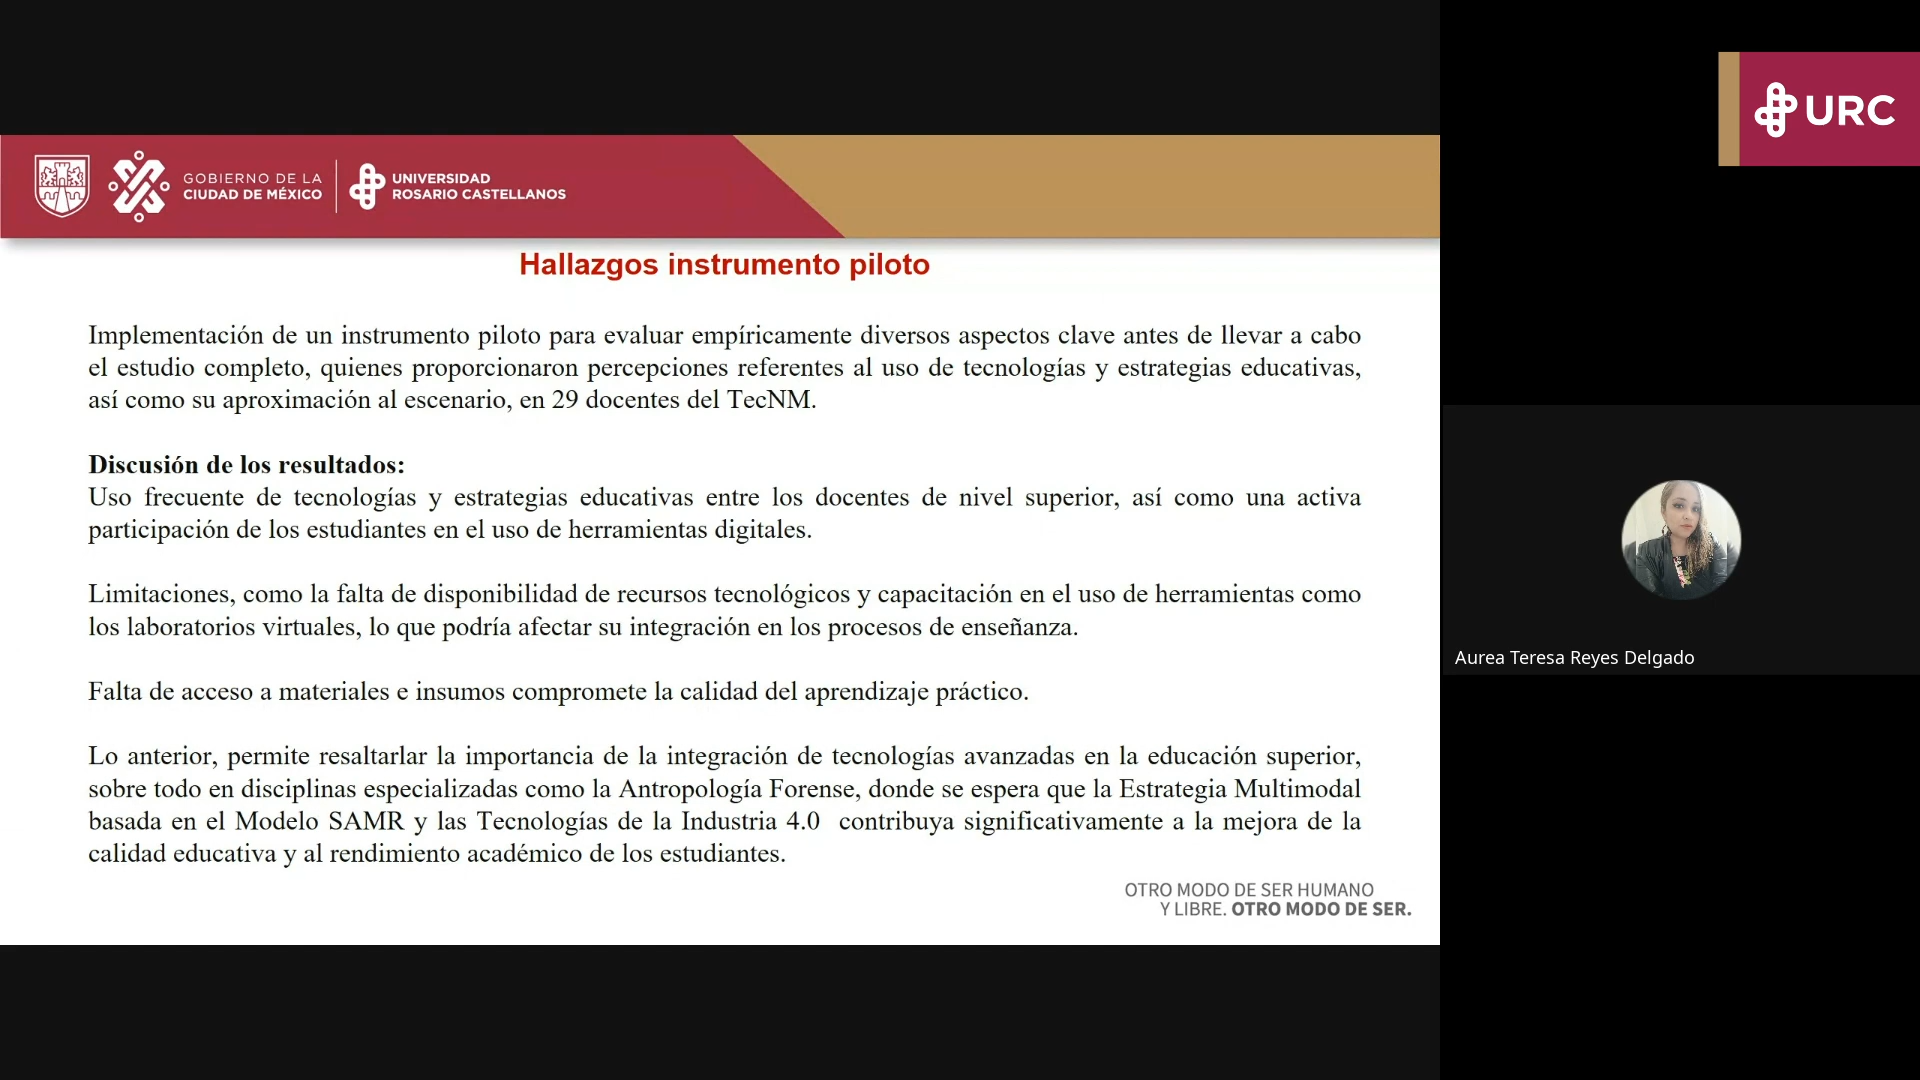 GOBIERNO DE LA
CIUDAD DE MÉXICO
UNIVERSIDAD
ROSARIO CASTELLANOS
URC
Hallazgos instrumento piloto
Implementación de un instrumento piloto para evaluar empíricamente diversos aspectos clave antes de llevar a cabo
el estudio completo, quienes proporcionaron percepciones referentes al uso de tecnologías y estrategias educativas,
así como su aproximación al escenario, en 29 docentes del TecNM.
Discusión de los resultados:
Uso frecuente de tecnologías y estrategias educativas entre los docentes de nivel superior, así como una activa
participación de los estudiantes en el uso de herramientas digitales.
Limitaciones, como la falta de disponibilidad de recursos tecnológicos y capacitación en el uso de herramientas como
los laboratorios virtuales, lo que podría afectar su integración en los procesos de enseñanza.
Falta de acceso a materiales e insumos compromete la calidad del aprendizaje práctico.
Lo anterior, permite resaltarlar la importancia de la integración de tecnologías avanzadas en la educación superior,
sobre todo en disciplinas especializadas como la Antropología Forense, donde se espera que la Estrategia Multimodal
basada en el Modelo SAMR y las Tecnologías de la Industria 4.0 contribuya significativamente a la mejora de la
calidad educativa y al rendimiento académico de los estudiantes.
OTRO MODO DE SER HUMANO
Y LIBRE. OTRO MODO DE SER.
Aurea Teresa Reyes Delgado